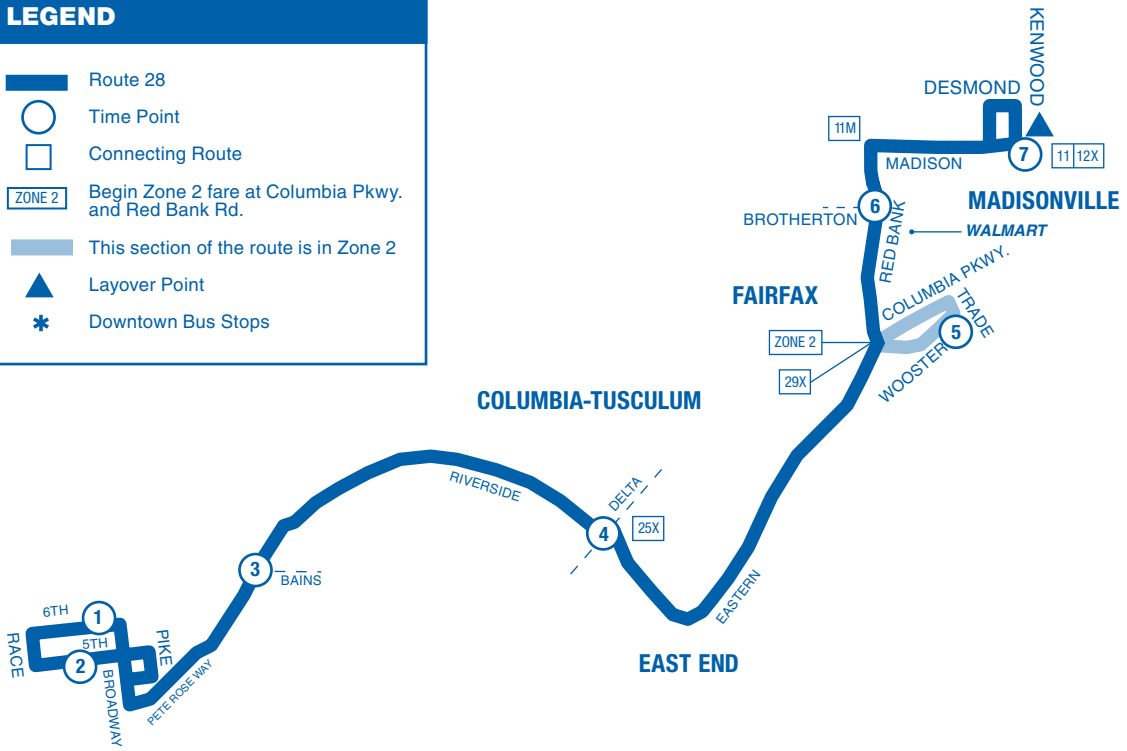 LEGEND
Route 28
Time Point
Connecting Route
ZONE 2
Begin Zone 2 fare at Columbia Pkwy.
and Red Bank Rd.
This section of the route is in Zone 2
Layover Point
Downtown Bus Stops
KENWOOD
DESMOND
11M
MADISON
7
11 12X
MADISONVILLE
BROTHERTON
6
RED BANK
WALMART
COLUMBIA PKWY.
FAIRFAX
TRADE
5
ZONE 2
WOOSTER
29X
COLUMBIA-TUSCULUM
RIVERSIDE
DELTA
4
25X
3
BAINS
EASTERN
6TH
1
RACE
5TH
PIKE
2
BROADWAY
PETE ROSE WAY
EAST END